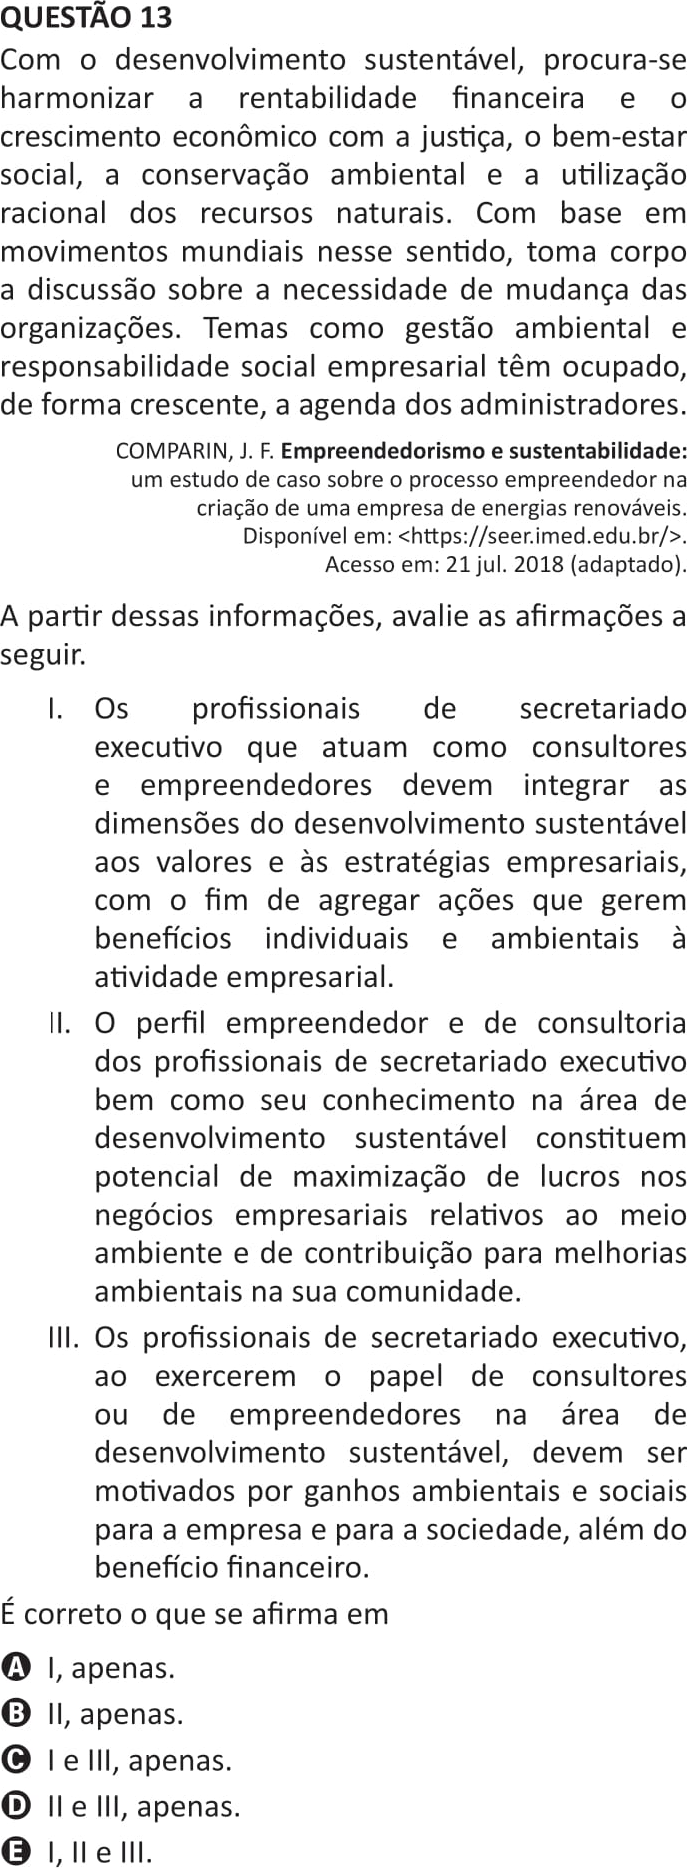 QUESTÃO 13
Com o desenvolvimento sustentável, procura-se
harmonizar a rentabilidade financeira e o
crescimento econômico com a justiça, o bem-estar
social, a conservação ambiental e a utilização
racional dos recursos naturais. Com base em
movimentos mundiais nesse sentido, toma corpo
a discussão sobre a necessidade de mudança das
organizações. Temas como gestão ambiental e
responsabilidade social empresarial têm ocupado,
de forma crescente, a agenda dos administradores.
COMPARIN, J. F. Empreendedorismo e sustentabilidade:
um estudo de caso sobre o processo empreendedor na
criação de uma empresa de energias renováveis.
Disponível em: <https://seer.imed.edu.br/>.
Acesso em: 21 jul. 2018 (adaptado).
A partir dessas informações, avalie as afirmações a
seguir.
I. Os profissionais de secretariado
executivo que atuam como consultores
e empreendedores devem integrar as
dimensões do desenvolvimento sustentável
aos valores e às estratégias empresariais,
com o fim de agregar ações que gerem
benefícios individuais e ambientais à
atividade empresarial.
II. O perfil empreendedor e de consultoria
dos profissionais de secretariado executivo
bem como seu conhecimento na área de
desenvolvimento sustentável constituem
potencial de maximização de lucros nos
negócios empresariais relativos ao meio
ambiente e de contribuição para melhorias
ambientais na sua comunidade.
III. Os profissionais de secretariado executivo,
ao exercerem o papel de consultores
ou de empreendedores na área de
desenvolvimento sustentável, devem ser
motivados por ganhos ambientais e sociais
para a empresa e para a sociedade, além do
benefício financeiro.
É correto o que se afirma em
A I, apenas.
B II, apenas.
C I e III, apenas.
D II e III, apenas.
E I, II e III.